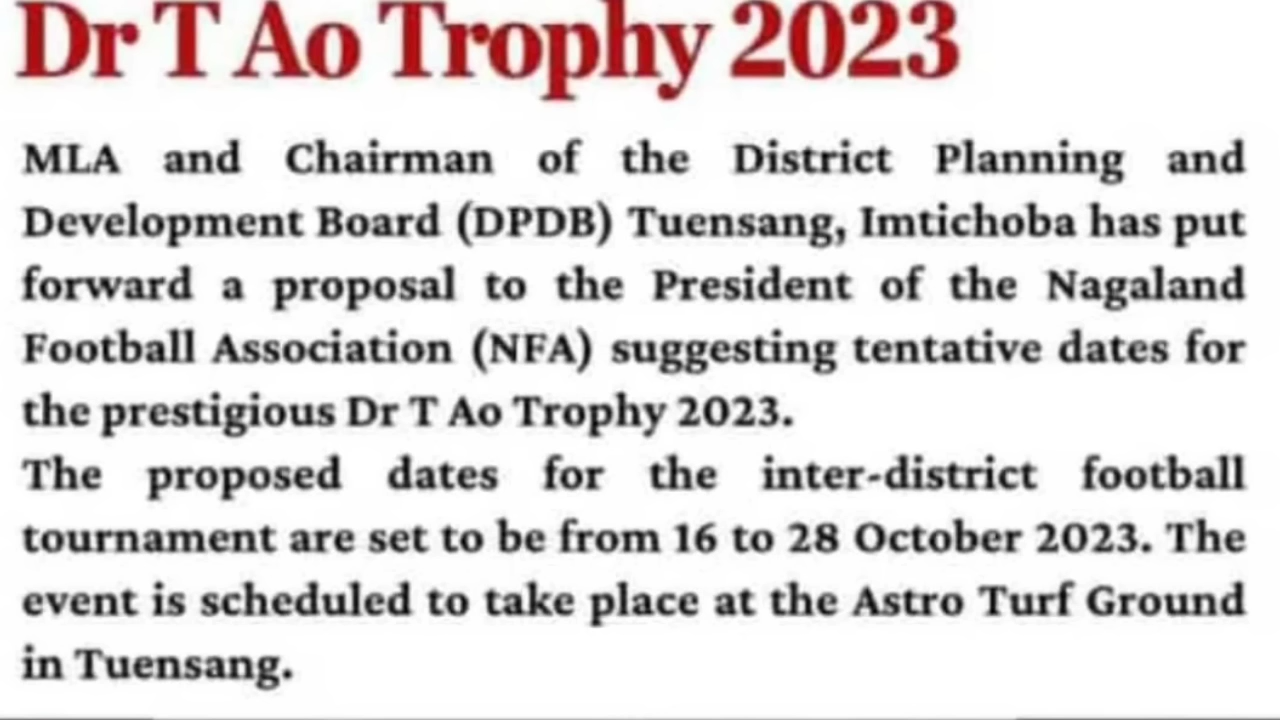 Dr T Ao Trophy 2023
MLA and Chairman of the District Planning and
Development Board (DPDB) Tuensang, Imtichoba has put
forward a proposal to the President of the Nagaland
Football Association (NFA) suggesting tentative dates for
the prestigious Dr T Ao Trophy 2023.
The proposed dates for the inter-district football
tournament are set to be from 16 to 28 October 2023. The
event is scheduled to take place at the Astro Turf Ground
in Tuensang.